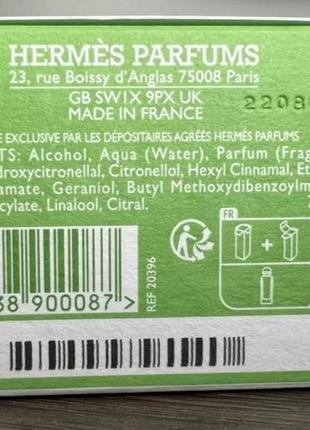 HERMÈS PARFUMS
23, rue Boissy d'Anglas 75008 Paris
GB SW1X 9PX UK
MADE IN FRANCE
2208
E EXCLUSIVE PAR LES DÉPOSITAIRES AGRÉÉS HERMÈS PARFUMS
TS: Alcohol, Aqua (Water), Parfum (Frag
droxycitronellal, Citronellol, Hexyl Cinnamal, Et
amate, Geraniol, Butyl Methoxydibenzoylm
cylate, Linalool, Citral.
FR
+
REF 20396
38 900087